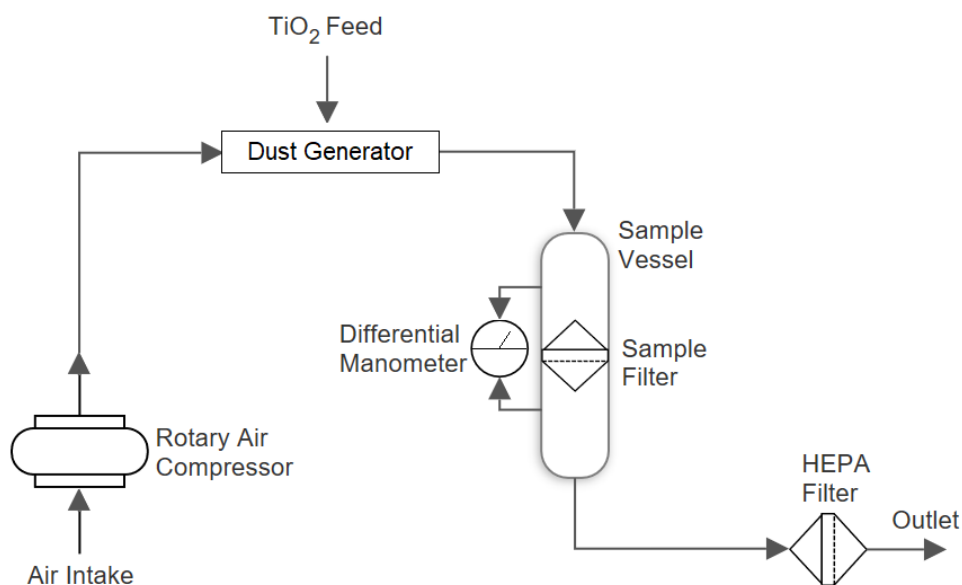 TiO₂ Feed
Dust Generator
Sample
Vessel
Differential
Manometer
Sample
Filter
Rotary Air
Compressor
HEPA
Filter
Outlet
Air Intake